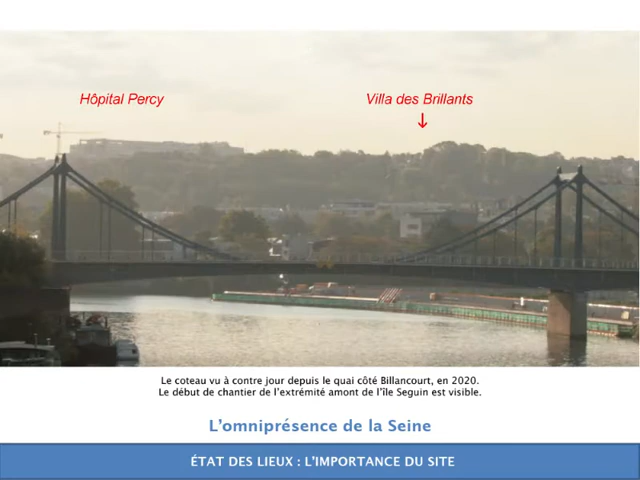 Hôpital Percy
Villa des Brillants
↓
Le coteau vu à contre jour depuis le quai côté Billancourt, en 2020.
Le début de chantier de l'extrémité amont de l'île Seguin est visible.
L'omniprésence de la Seine
ÉTAT DES LIEUX : L'IMPORTANCE DU SITE